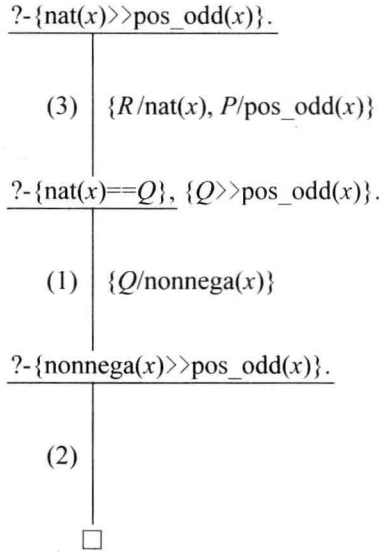 ?-{nat(x)>>pos_odd(x)}.
(3) {R/nat(x), P/pos_odd(x)}
?-{nat(x)==Q}, {Q>>pos_odd(x)}.
(1) {Q/nonnega(x)}
?-{nonnega(x)>>pos_odd(x)}.
(2)
□